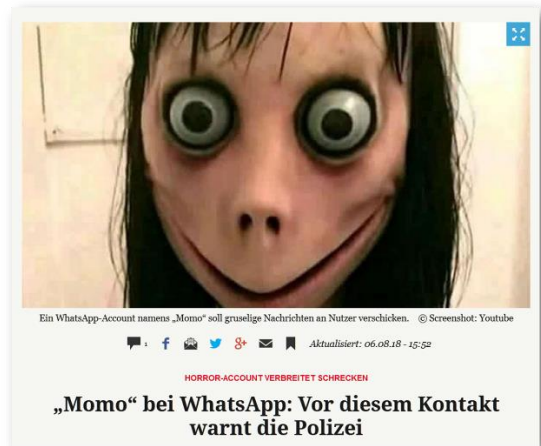 Ein WhatsApp-Account namens „Momo“ soll gruselige Nachrichten an Nutzer verschicken. © Screenshot: Youtube
1 Aktualisiert: 06.08.18 - 15:52
HORROR-ACCOUNT VERBREITET SCHRECKEN
„Momo“ bei WhatsApp: Vor diesem Kontakt
warnt die Polizei